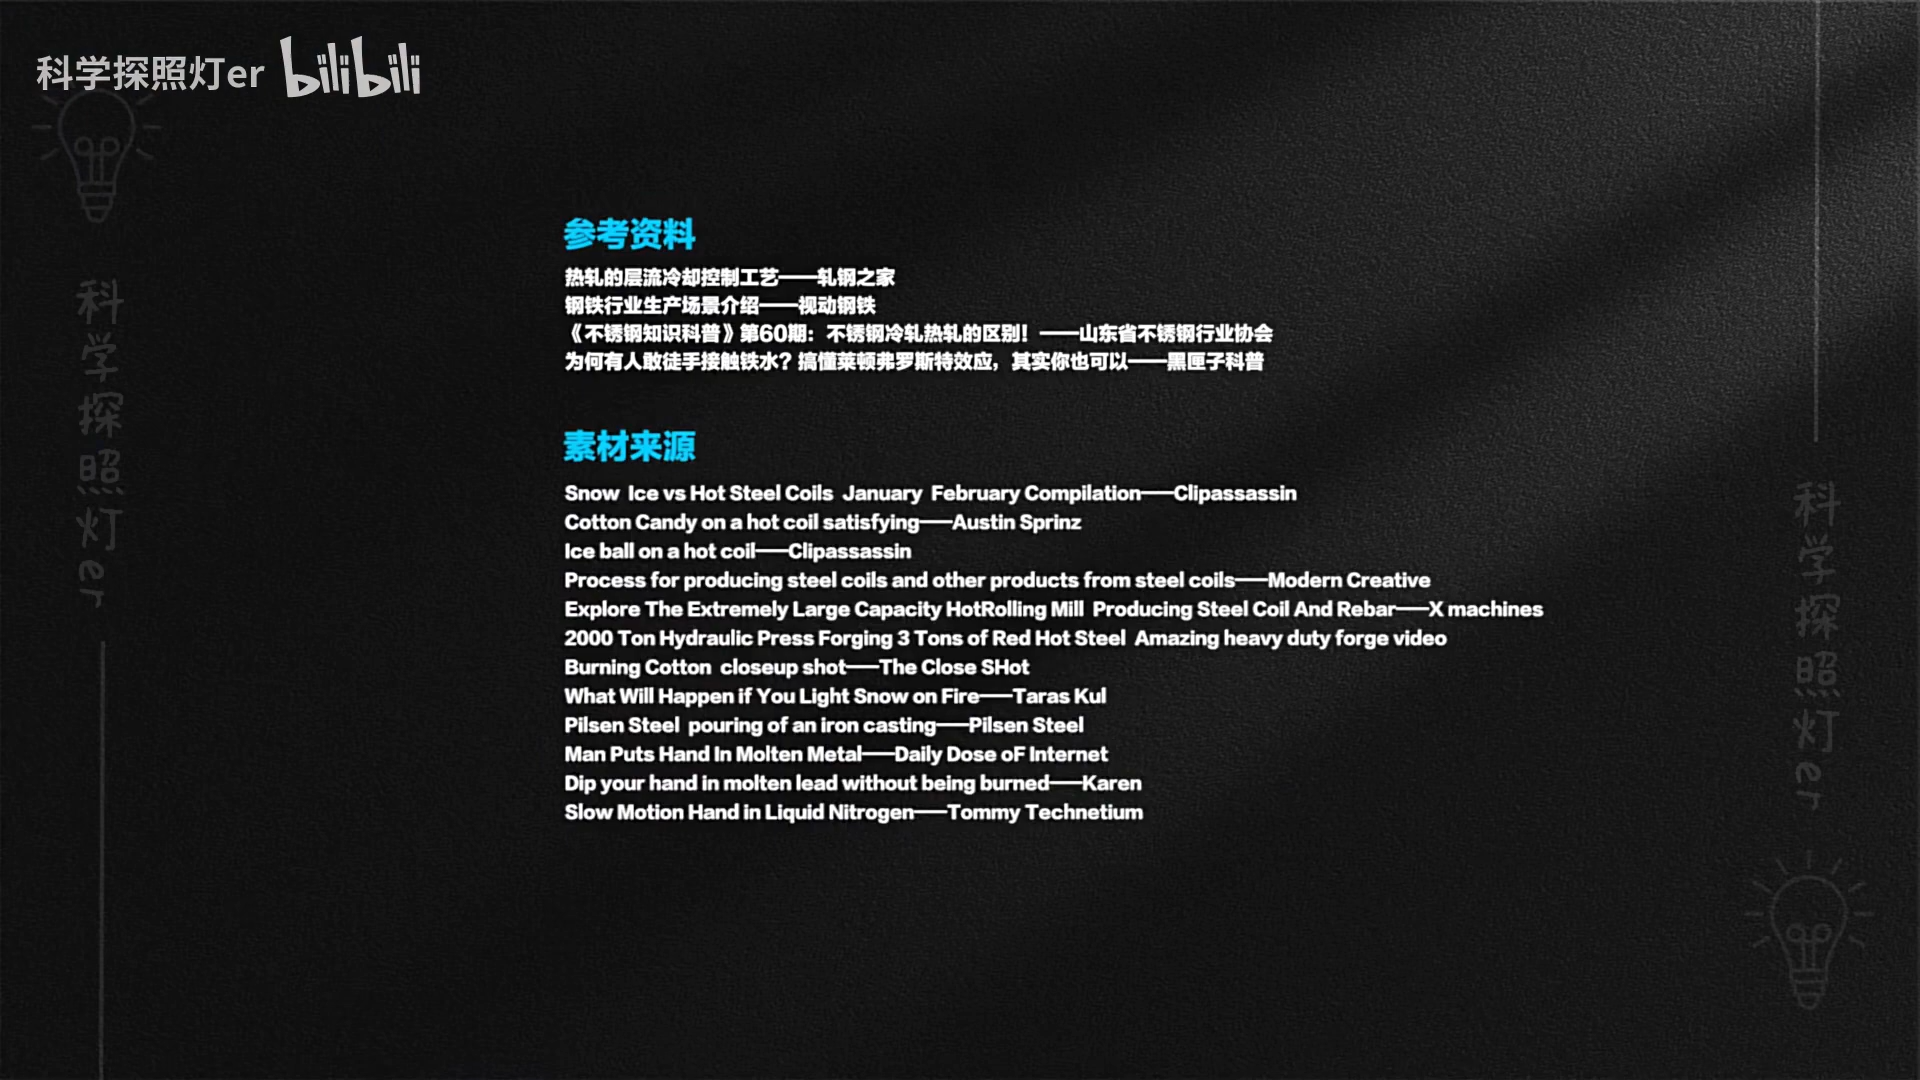 科学探照灯er bilibili
科学探照灯er
参考资料
热轧的层流冷却控制工艺——轧钢之家
钢铁行业生产场景介绍——视动钢铁
《不锈钢知识科普》第60期：不锈钢冷轧热轧的区别！——山东省不锈钢行业协会
为何有人敢徒手接触铁水？搞懂莱顿弗罗斯特效应，其实你也可以——黑匣子科普
素材来源
Snow  Ice vs Hot Steel Coils  January  February Compilation——Clipassassin
Cotton Candy on a hot coil satisfying——Austin Sprinz
Ice ball on a hot coil——Clipassassin
Process for producing steel coils and other products from steel coils——Modern Creative
Explore The Extremely Large Capacity HotRolling Mill  Producing Steel Coil And Rebar——X machines
2000 Ton Hydraulic Press Forging 3 Tons of Red Hot Steel  Amazing heavy duty forge video
Burning Cotton  closeup shot——The Close SHot
What Will Happen if You Light Snow on Fire——Taras Kul
Pilsen Steel  pouring of an iron casting——Pilsen Steel
Man Puts Hand In Molten Metal——Daily Dose oF Internet
Dip your hand in molten lead without being burned——Karen
Slow Motion Hand in Liquid Nitrogen——Tommy Technetium
科学探照灯er